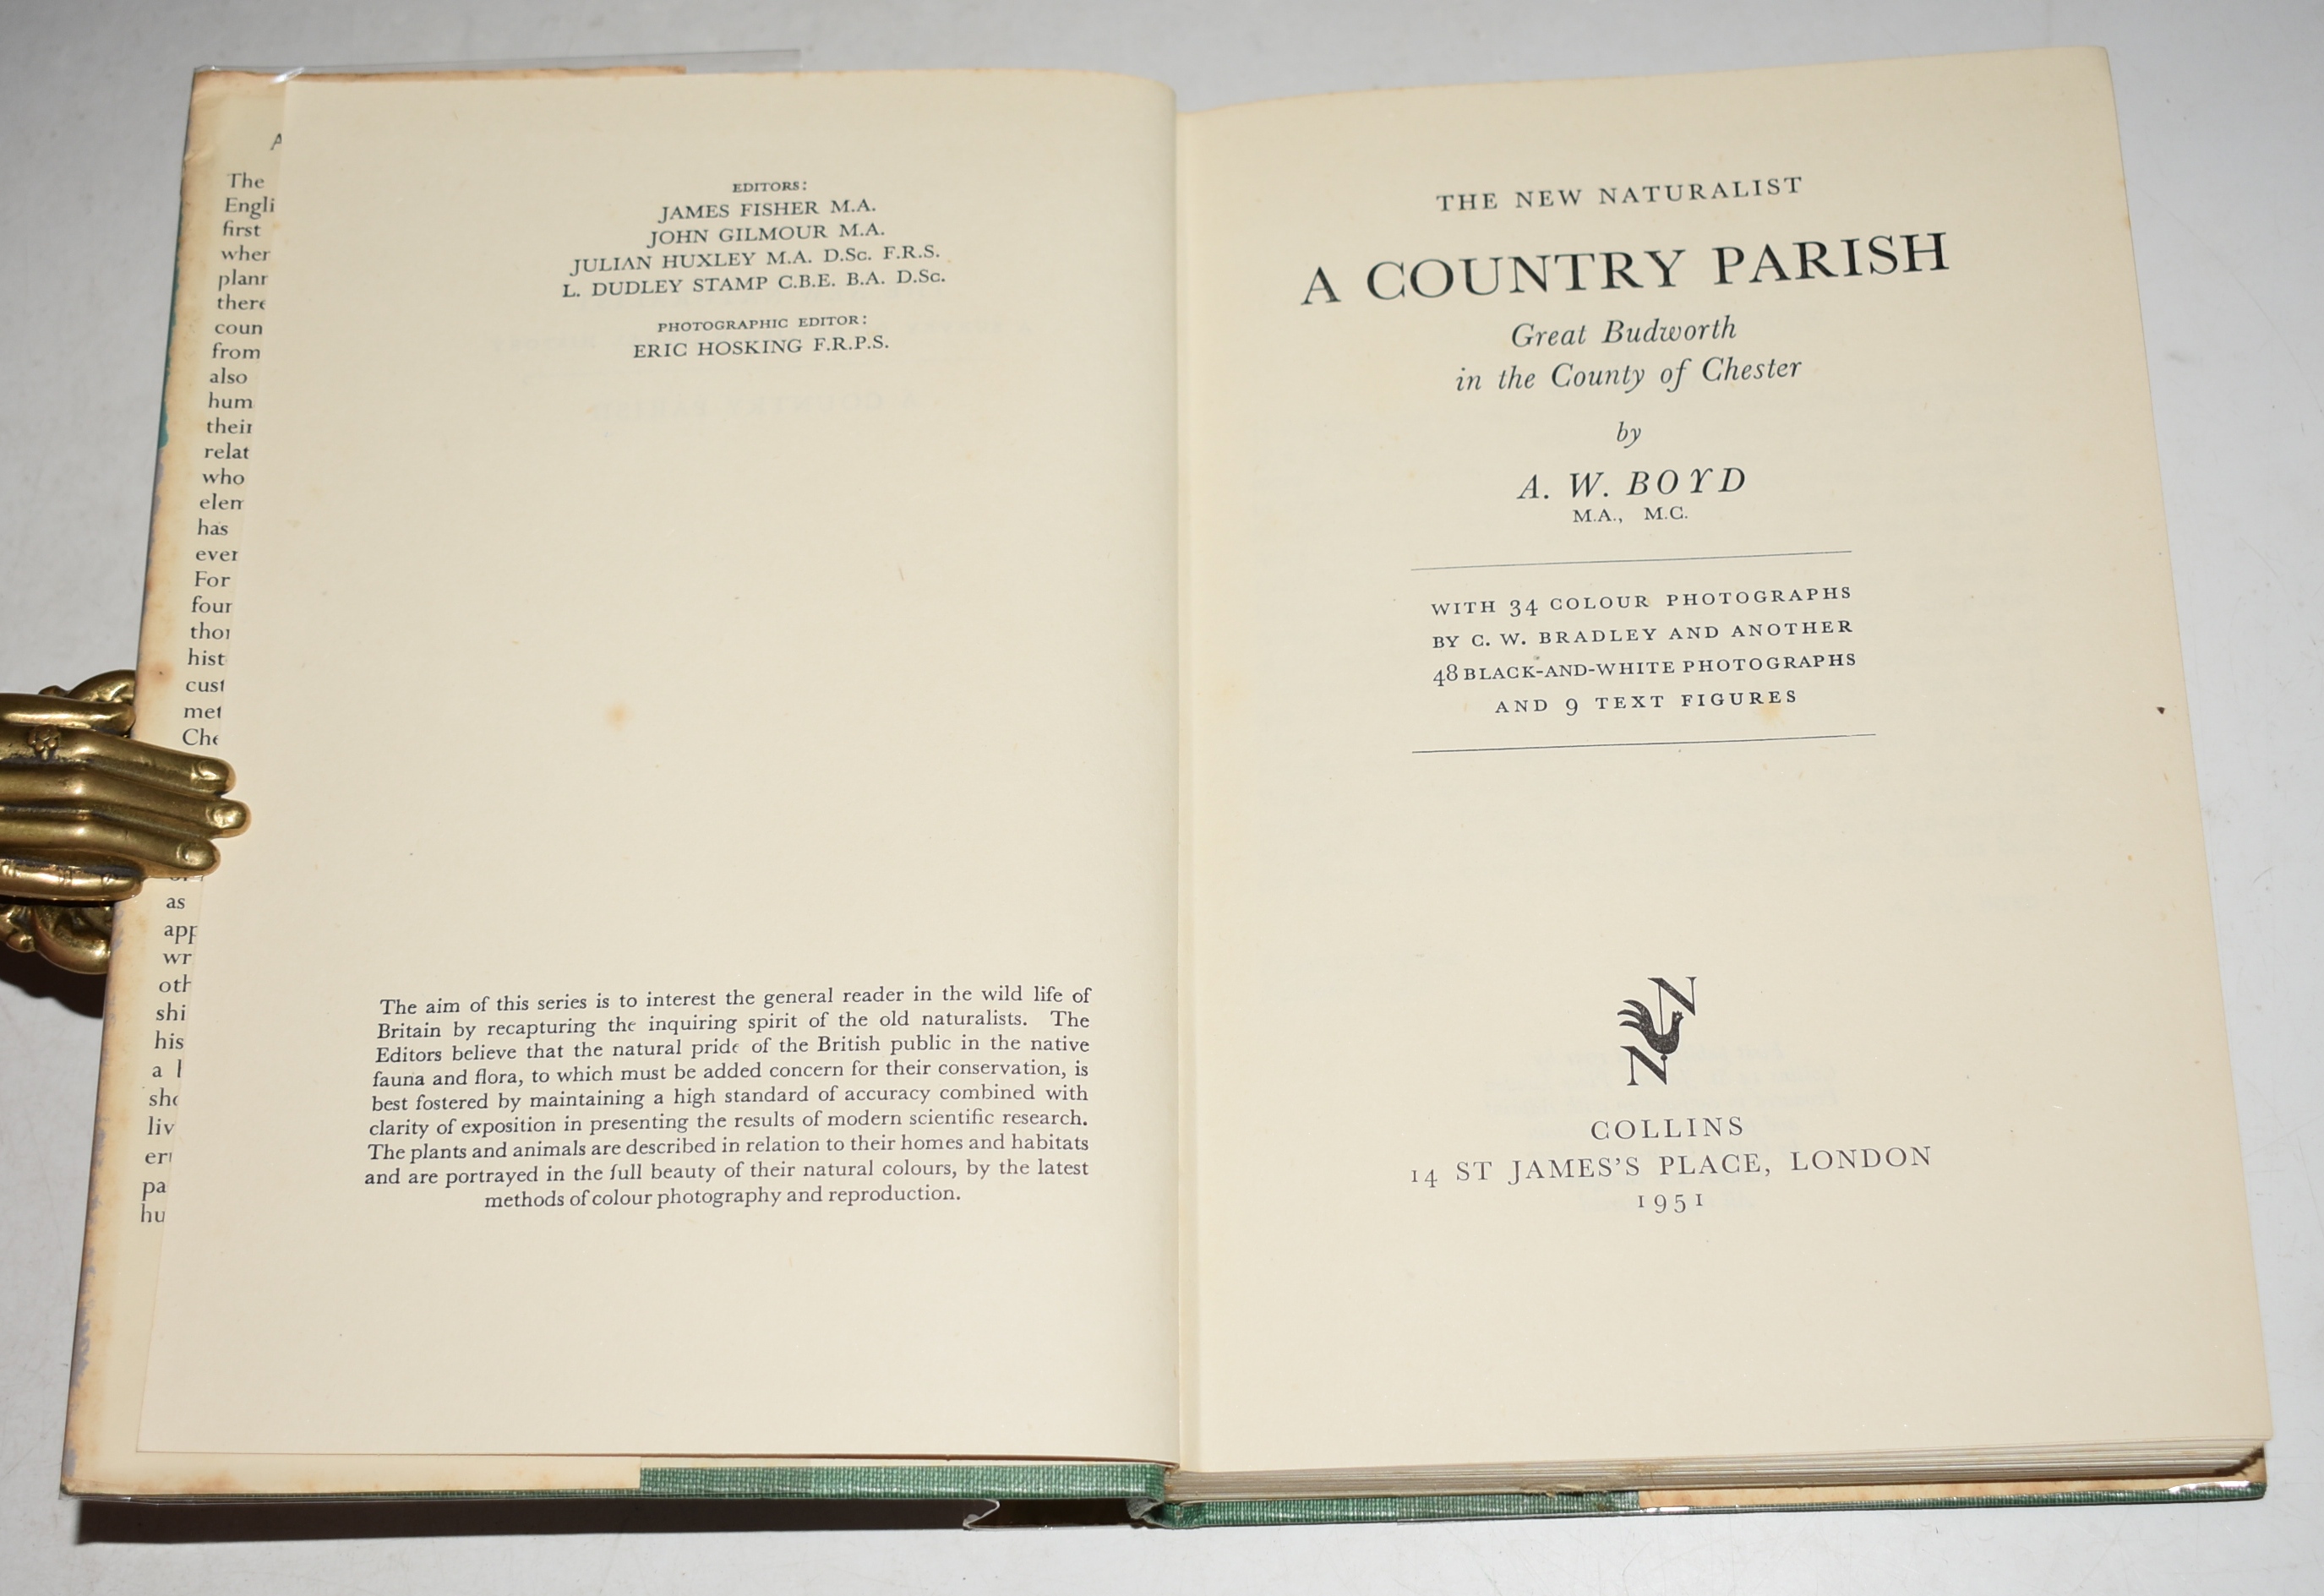 The
first
from
also
who
has
For
as
his
a
EDITORS:
JAMES FISHER M.A.
JOHN GILMOUR M.A.
JULIAN HUXLEY M.A. D.Sc. F.R.S.
L. DUDLEY STAMP C.B.E. B.A. D.Sc.
PHOTOGRAPHIC EDITOR:
ERIC HOSKING F.R.P.S.
The aim of this series is to interest the general reader in the wild life of
Britain by recapturing the inquiring spirit of the old naturalists. The
Editors believe that the natural pride of the British public in the native
fauna and flora, to which must be added concern for their conservation, is
best fostered by maintaining a high standard of accuracy combined with
clarity of exposition in presenting the results of modern scientific research.
The plants and animals are described in relation to their homes and habitats
and are portrayed in the full beauty of their natural colours, by the latest
methods of colour photography and reproduction.
THE NEW NATURALIST
A COUNTRY PARISH
Great Budworth
in the County of Chester
by
A. W. BOYD
M.A., M.C.
WITH 34 COLOUR PHOTOGRAPHS
BY C. W. BRADLEY AND ANOTHER
48 BLACK-AND-WHITE PHOTOGRAPHS
AND 9 TEXT FIGURES
N
N
COLLINS
14 ST JAMES'S PLACE, LONDON
1951